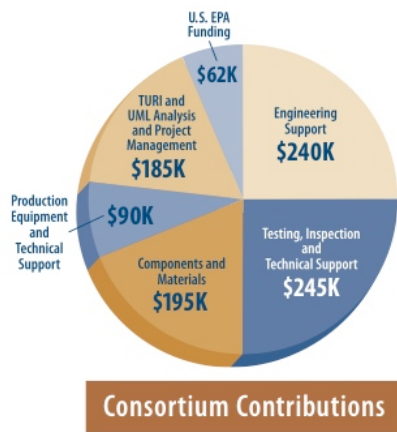 U.S. EPA
Funding
$62K
TURI and
UML Analysis
and Project
Management
$185K
Engineering
Support
$240K
Production
Equipment
and
Technical
Support
$90K
Testing, Inspection
and
Technical Support
$245K
Components and
Materials
$195K
Consortium Contributions